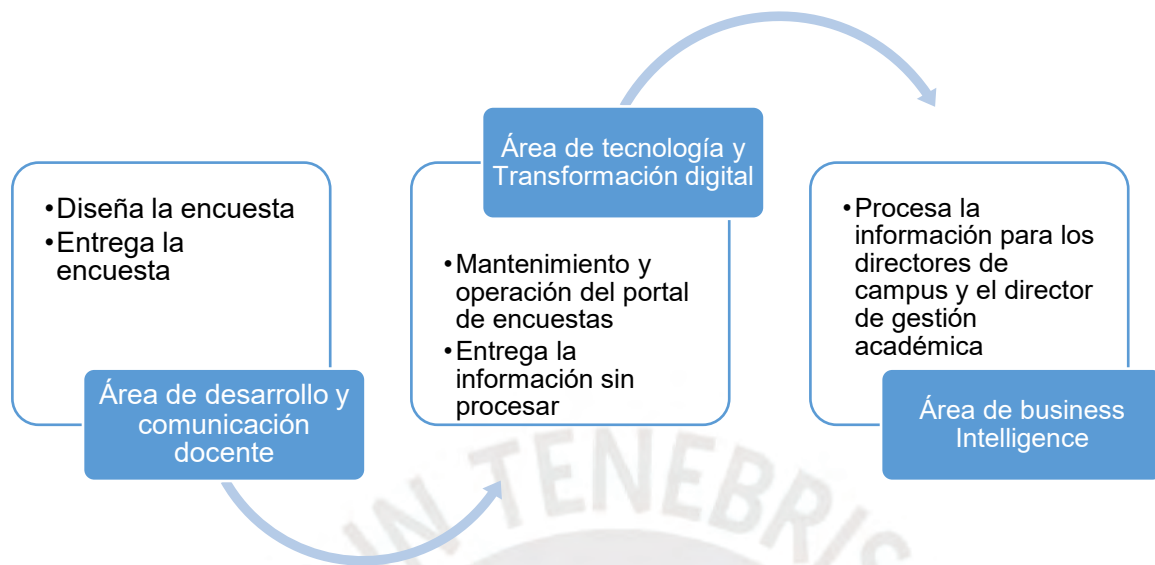 •Diseña la encuesta
•Entrega la
encuesta
Área de desarrollo y
comunicación
docente
Área de tecnología y
Transformación digital
•Mantenimiento y
operación del portal
de encuestas
•Entrega la
información sin
procesar
•Procesa la
información para los
directores de
campus y el director
de gestión
académica
Área de business
Intelligence
IN TENEBRIS